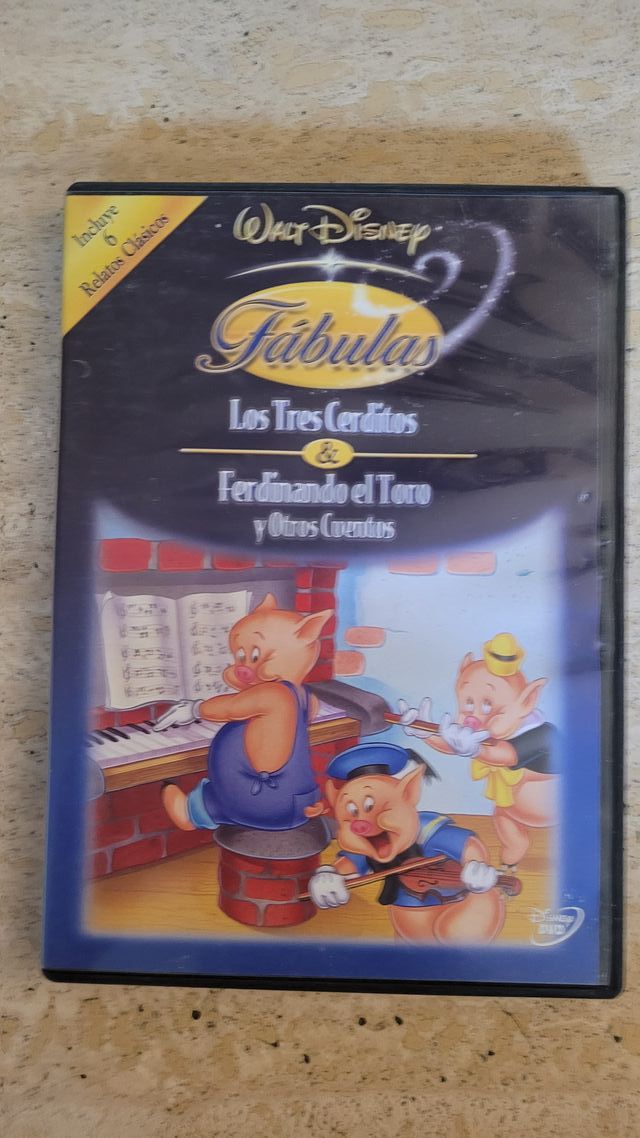 Incluye
6
Relatos Clásicos
Walt Disney
Fábulas
Los Tres Cerditos
&
Ferdinando el Toro
y Otros Cuentos
Disney
DVD